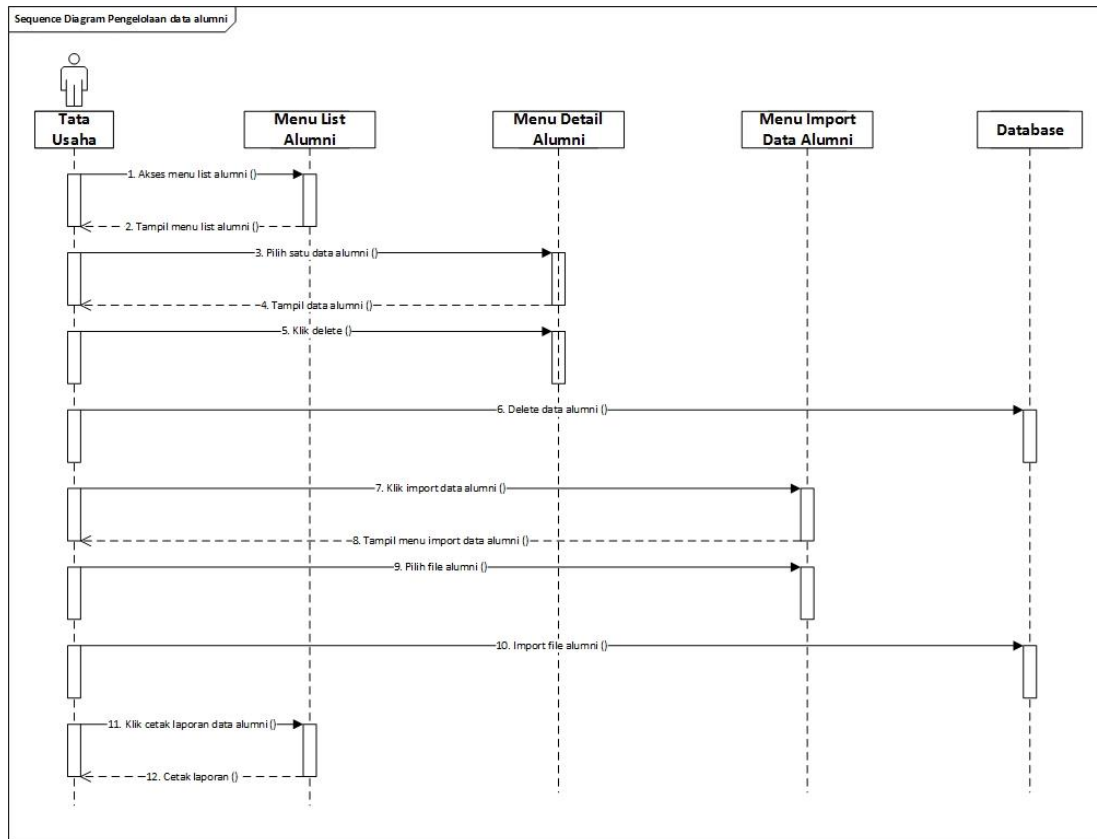 Sequence Diagram Pengelolaan data alumni
Tata
Usaha
Menu List
Alumni
Menu Detail
Alumni
Menu Import
Data Alumni
Database
1. Akses menu list alumni ()
2. Tampil menu list alumni ()
3. Pilih satu data alumni ()
4. Tampil data alumni ()
5. Klik delete ()
6. Delete data alumni ()
7. Klik import data alumni ()
8. Tampil menu import data alumni ()
9. Pilih file alumni ()
10. Import file alumni ()
11. Klik cetak laporan data alumni ()
12. Cetak laporan ()